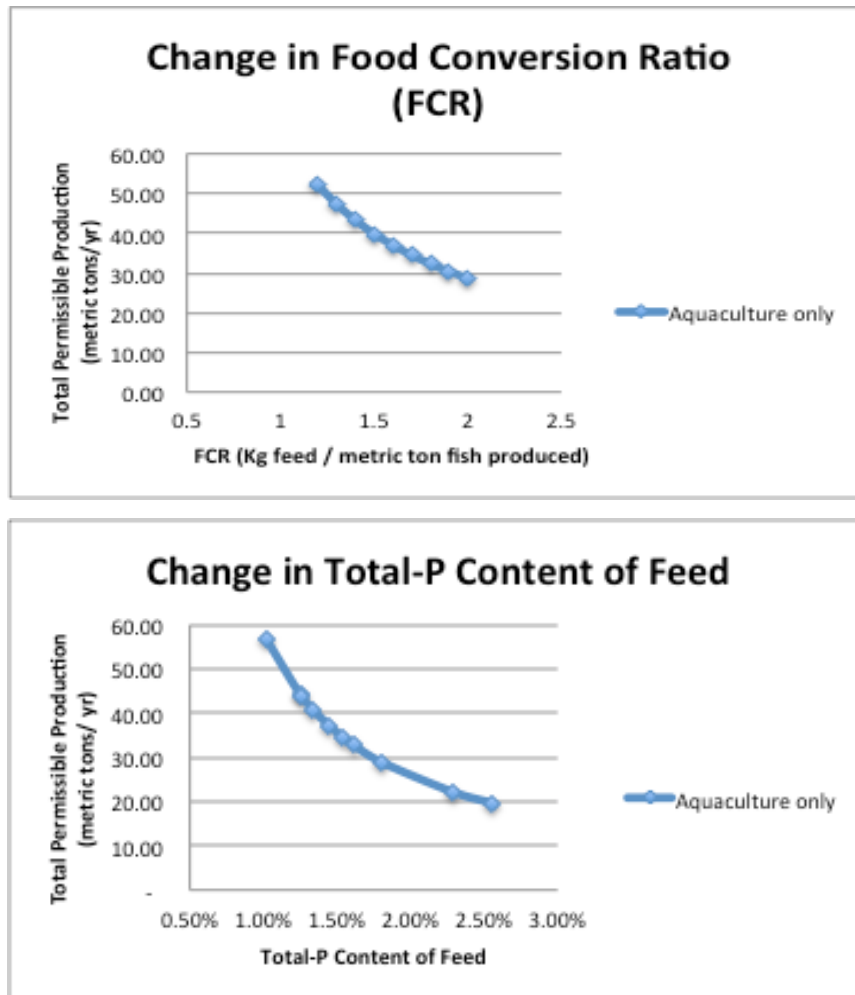 Change in Food Conversion Ratio
(FCR)
Total Permissible Production
(metric tons/yr)
60.00
50.00
40.00
30.00
20.00
10.00
0.00
0.5 1 1.5 2 2.5
FCR (Kg feed / metric ton fish produced)
Aquaculture only
Change in Total-P Content of Feed
Total Permissible Production
(metric tons/ yr)
60.00
50.00
40.00
30.00
20.00
10.00
-
0.50% 1.00% 1.50% 2.00% 2.50% 3.00%
Total-P Content of Feed
Aquaculture only